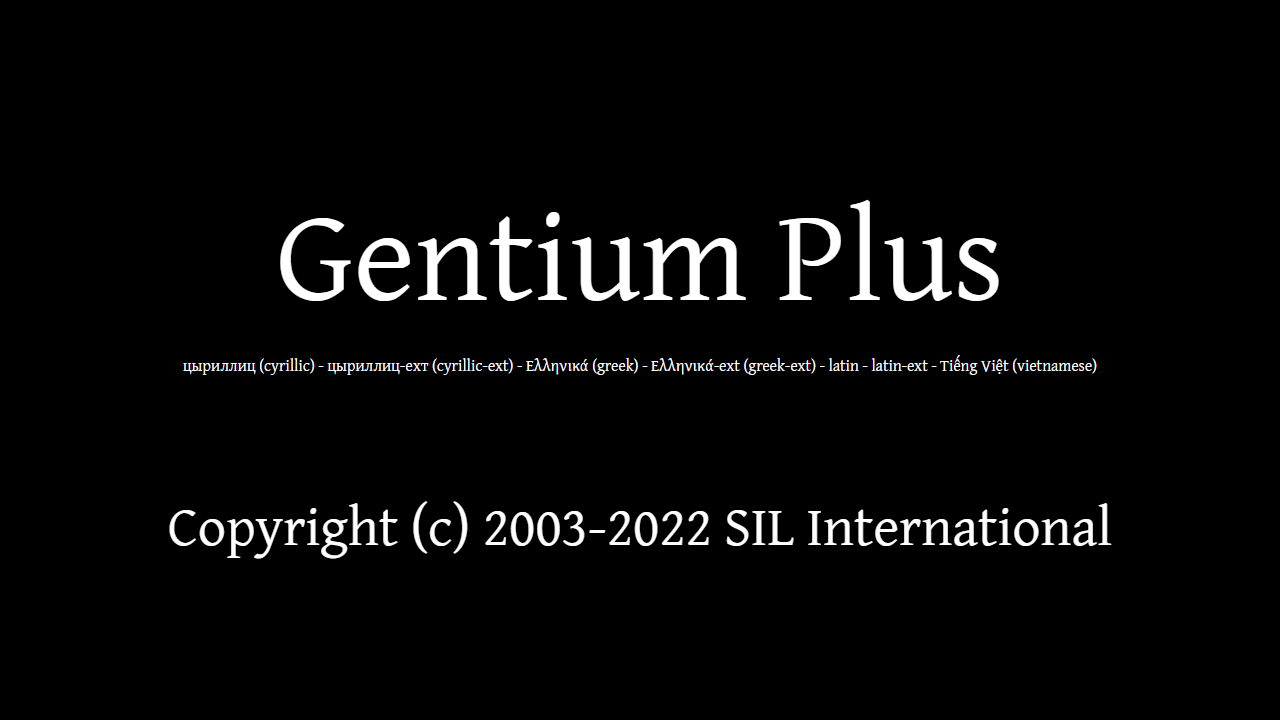 Gentium Plus
цыриллиц (cyrillic) - цыриллиц-ехт (cyrillic-ext) - Ελληνικά (greek) - Ελληνικά-ext (greek-ext) - latin - latin-ext - Tiếng Việt (vietnamese)
Copyright (c) 2003-2022 SIL International